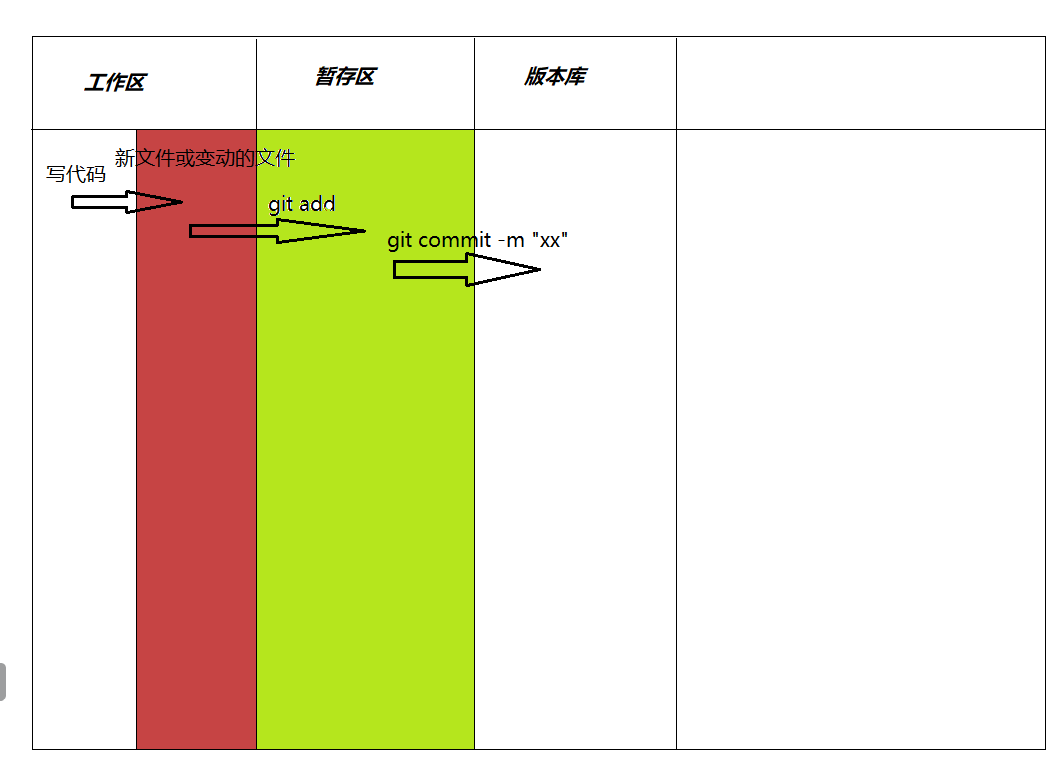 工作区
暂存区
版本库
写代码
新文件或变动的文件
git add
git commit -m "xx"